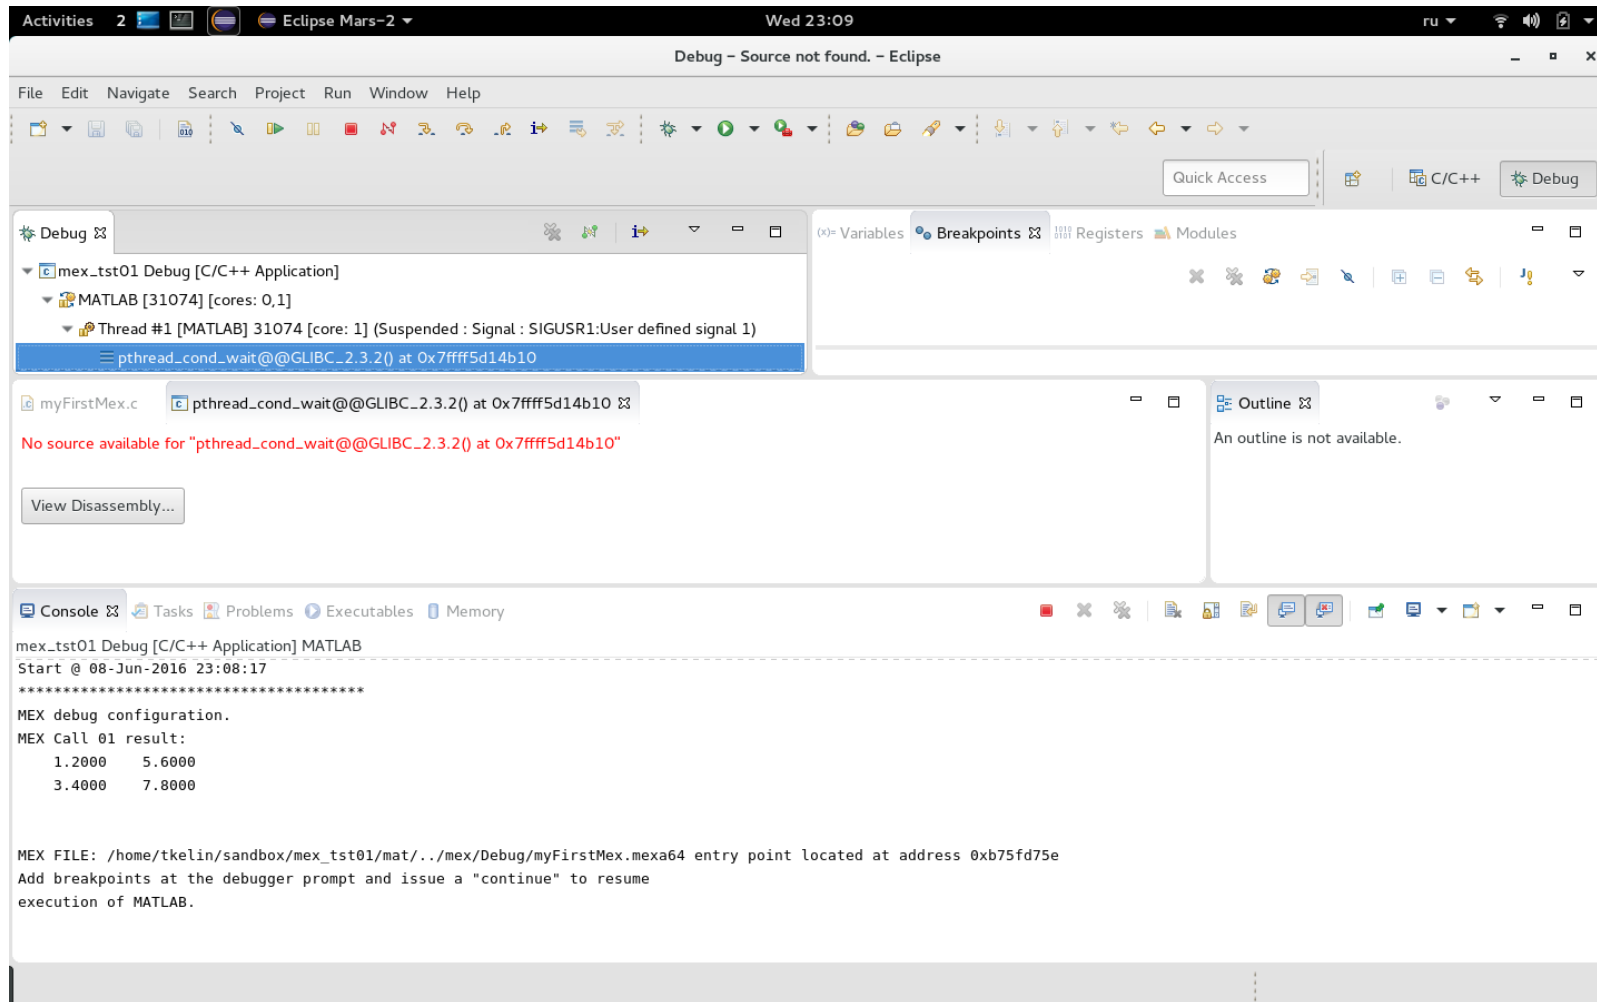 Activities 2 Eclipse Mars-2 Wed 23:09 ru
Debug - Source not found. - Eclipse
File Edit Navigate Search Project Run Window Help
Quick Access C/C++ Debug
Debug
(x)= Variables Breakpoints Registers Modules
mex_tst01 Debug [C/C++ Application]
MATLAB [31074] [cores: 0,1]
Thread #1 [MATLAB] 31074 [core: 1] (Suspended : Signal : SIGUSR1:User defined signal 1)
pthread_cond_wait@@GLIBC_2.3.2() at 0x7ffff5d14b10
myFirstMex.c pthread_cond_wait@@GLIBC_2.3.2() at 0x7ffff5d14b10
Outline
No source available for "pthread_cond_wait@@GLIBC_2.3.2() at 0x7ffff5d14b10"
An outline is not available.
View Disassembly...
Console Tasks Problems Executables Memory
mex_tst01 Debug [C/C++ Application] MATLAB
Start @ 08-Jun-2016 23:08:17
***************************************
MEX debug configuration.
MEX Call 01 result:
1.2000 5.6000
3.4000 7.8000
MEX FILE: /home/tkelin/sandbox/mex_tst01/mat/../mex/Debug/myFirstMex.mexa64 entry point located at address 0xb75fd75e
Add breakpoints at the debugger prompt and issue a "continue" to resume
execution of MATLAB.